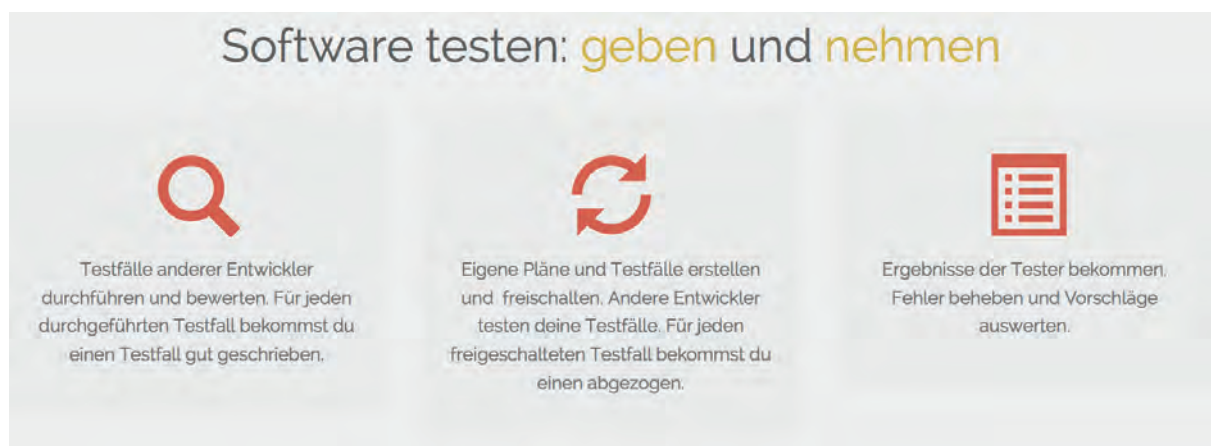 Software testen: geben und nehmen
Testfälle anderer Entwickler
durchführen und bewerten. Für jeden
durchgeführten Testfall bekommst du
einen Testfall gut geschrieben.
Eigene Pläne und Testfälle erstellen
und freischalten. Andere Entwickler
testen deine Testfälle. Für jeden
freigeschalteten Testfall bekommst du
einen abgezogen.
Ergebnisse der Tester bekommen.
Fehler beheben und Vorschläge
auswerten.